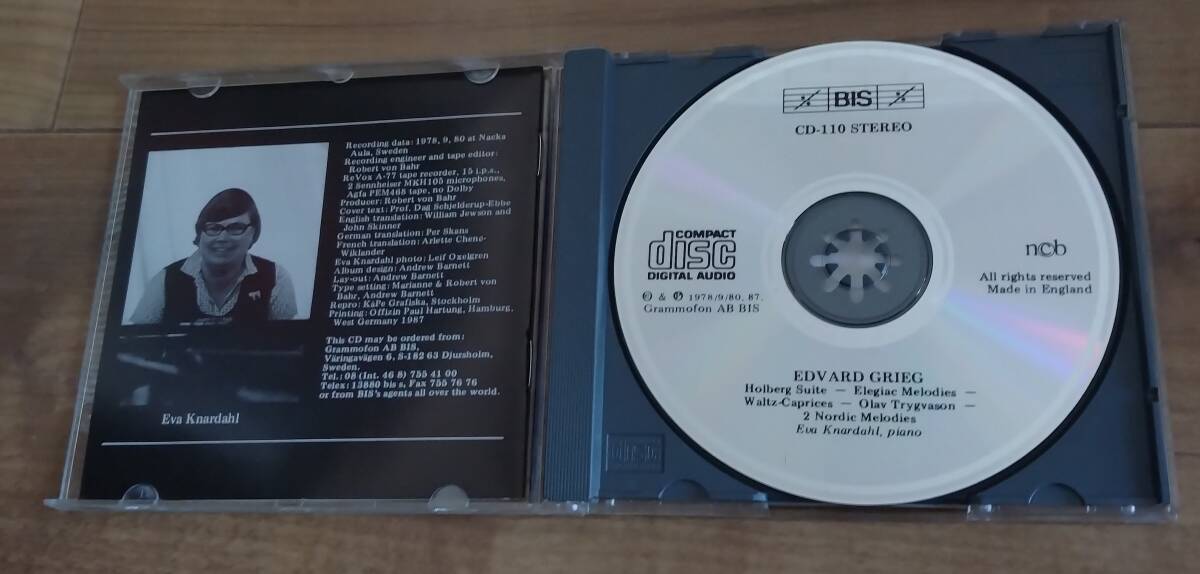 Recording data: 1978, 9, 80 at Nacka
Aula, Sweden
Recording engineer and tape editor:
Robert von Bahr
ReVox A-77 tape recorder, 15 i.p.s.,
2 Sennheiser MKH105 microphones,
Agfa PEM468 tape, no Dolby
Producer: Robert von Bahr
Cover text: Prof. Dag Schjelderup-Ebbe
English translation: William Jewson and
John Skinner
German translation: Per Skans
French translation: Arlette Chené-
Wiklander
Eva Knardahl photo: Leif Oxelgren
Album design: Andrew Barnett
Lay-out: Andrew Barnett
Type setting: Marianne & Robert von
Bahr, Andrew Barnett
Repro: KåPe Grafiska, Stockholm
Printing: Offizin Paul Hartung, Hamburg,
West Germany 1987
This CD may be ordered from:
Grammofon AB BIS,
Väringavägen 6, S-182 63 Djursholm,
Sweden.
Tel.: 08 (Int. 46 8) 755 41 00
Telex: 13880 bis s, Fax 755 76 76
or from BIS's agents all over the world.
Eva Knardahl
BIS
CD-110 STEREO
COMPACT
disc
DIGITAL AUDIO
ncb
© & ℗ 1978/9/80, 87,
Grammofon AB BIS
All rights reserved
Made in England
EDVARD GRIEG
Holberg Suite — Elegiac Melodies —
Waltz-Caprices — Olav Trygvason —
2 Nordic Melodies
Eva Knardahl, piano
disc